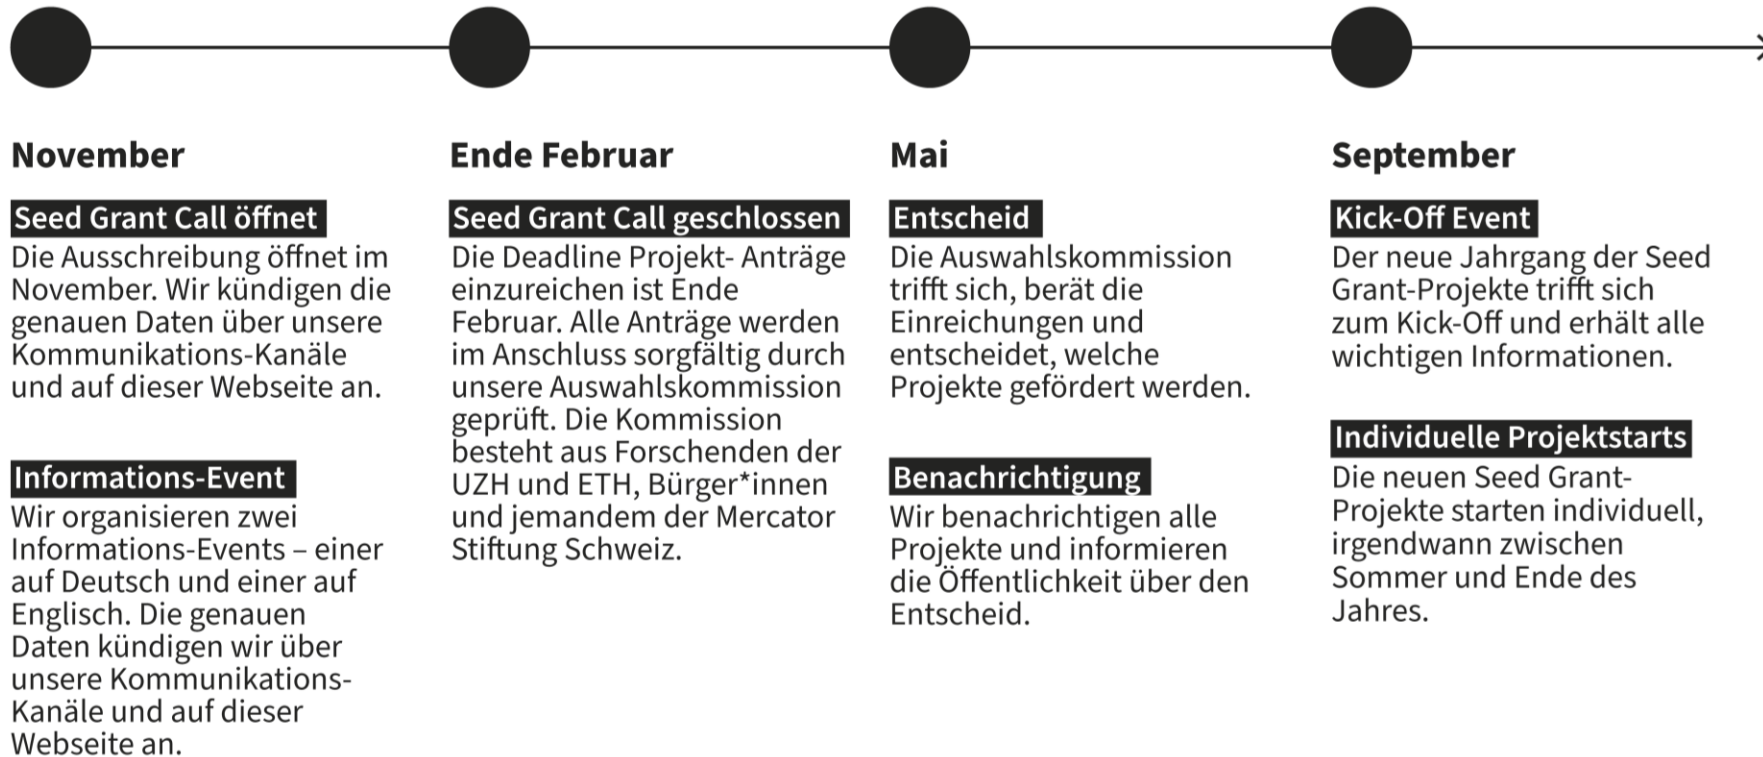 November
Seed Grant Call öffnet
Die Ausschreibung öffnet im
November. Wir kündigen die
genauen Daten über unsere
Kommunikations-Kanäle
und auf dieser Webseite an.
Informations-Event
Wir organisieren zwei
Informations-Events – einer
auf Deutsch und einer auf
Englisch. Die genauen
Daten kündigen wir über
unsere Kommunikations-
Kanäle und auf dieser
Webseite an.
Ende Februar
Seed Grant Call geschlossen
Die Deadline Projekt- Anträge
einzureichen ist Ende
Februar. Alle Anträge werden
im Anschluss sorgfältig durch
unsere Auswahlskommission
geprüft. Die Kommission
besteht aus Forschenden der
UZH und ETH, Bürger*innen
und jemandem der Mercator
Stiftung Schweiz.
Mai
Entscheid
Die Auswahlskommission
trifft sich, berät die
Einreichungen und
entscheidet, welche
Projekte gefördert werden.
Benachrichtigung
Wir benachrichtigen alle
Projekte und informieren
die Öffentlichkeit über den
Entscheid.
September
Kick-Off Event
Der neue Jahrgang der Seed
Grant-Projekte trifft sich
zum Kick-Off und erhält alle
wichtigen Informationen.
Individuelle Projektstarts
Die neuen Seed Grant-
Projekte starten individuell,
irgendwann zwischen
Sommer und Ende des
Jahres.